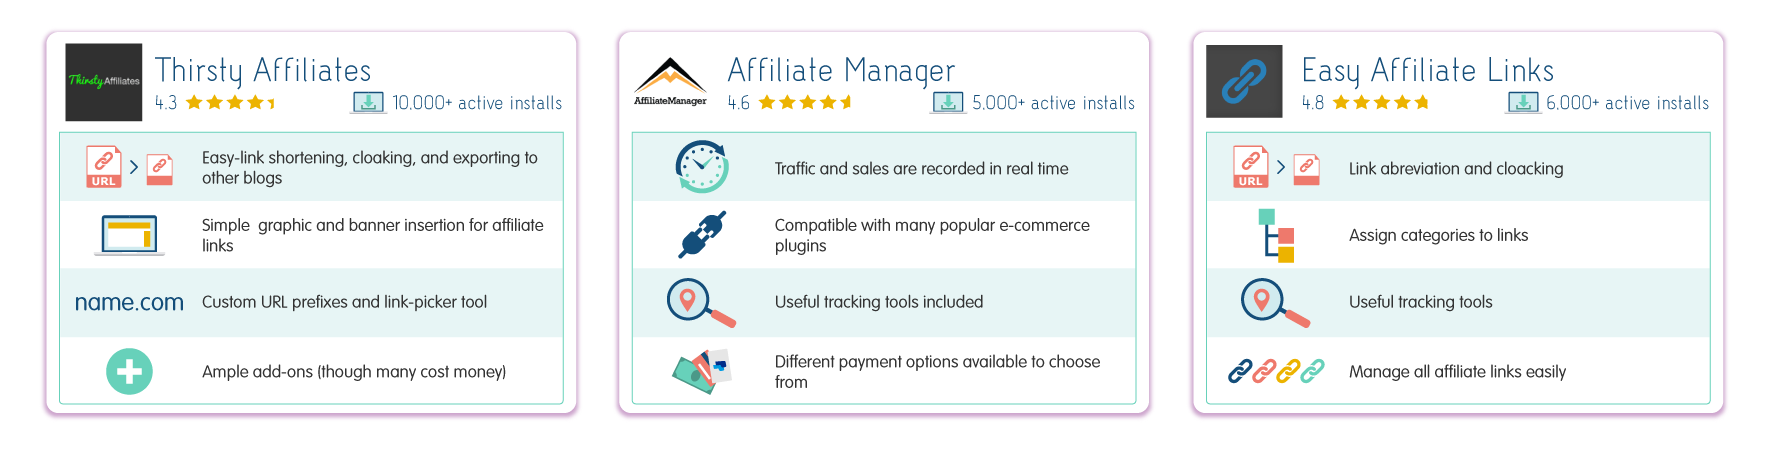 Thirsty Affiliates
Thirsty Affiliates
4.3
10,000+ active installs
URL
Easy-link shortening, cloaking, and exporting to
other blogs
Simple graphic and banner insertion for affiliate
links
name.com
Custom URL prefixes and link-picker tool
Ample add-ons (though many cost money)
AffiliateManager
Affiliate Manager
4.6
5,000+ active installs
Traffic and sales are recorded in real time
Compatible with many popular e-commerce
plugins
Useful tracking tools included
Different payment options available to choose
from
Easy Affiliate Links
4.8
6,000+ active installs
URL
Link abreviation and cloacking
Assign categories to links
Useful tracking tools
Manage all affiliate links easily